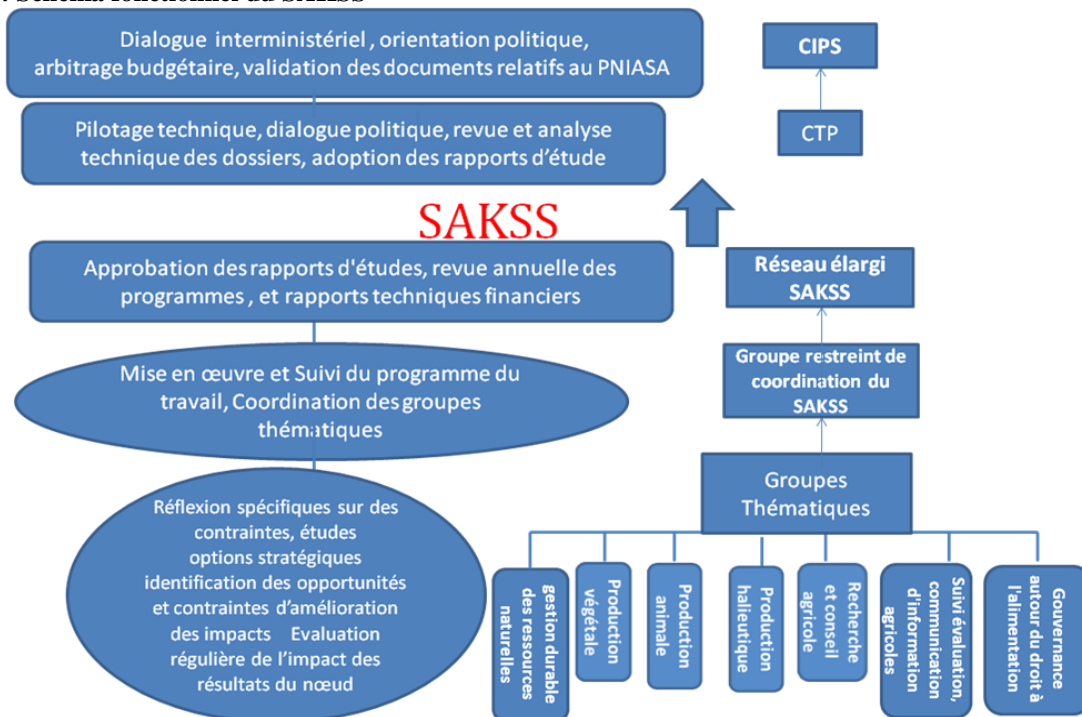 Schéma fonctionnel du SAKSS
Dialogue interministériel , orientation politique,
arbitrage budgétaire, validation des documents relatifs au PNIASA
CIPS
Pilotage technique, dialogue politique, revue et analyse
technique des dossiers, adoption des rapports d'étude
CTP
SAKSS
Approbation des rapports d'études, revue annuelle des
programmes , et rapports techniques financiers
Réseau élargi
SAKSS
Mise en œuvre et Suivi du programme du
travail, Coordination des groupes
thématiques
Groupe restreint de
coordination du
SAKSS
Réflexion spécifiques sur des
contraintes, études
options stratégiques
identification des opportunités
et contraintes d'amélioration
des impacts Evaluation
régulière de l'impact des
résultats du nœud
Groupes
Thématiques
gestion durable
des ressources
naturelles
Production
végétale
Production
animale
Production
halieutique
Recherche
et conseil
agricole
Suivi évaluation,
communication
d'information
agricoles
Gouvernance
autour du droit à
l'alimentation